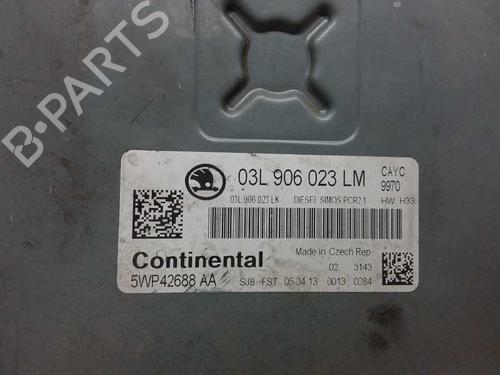 B-PARTS
03L 906 023 LM
CAYC
9970
03L 906 023 LK DIESEL SIMOS PCR2.1 HW: H33
Continental
Made in Czech Rep
02 3143
5WP42688 AA SU8 FST 05.04.13 0013 0284